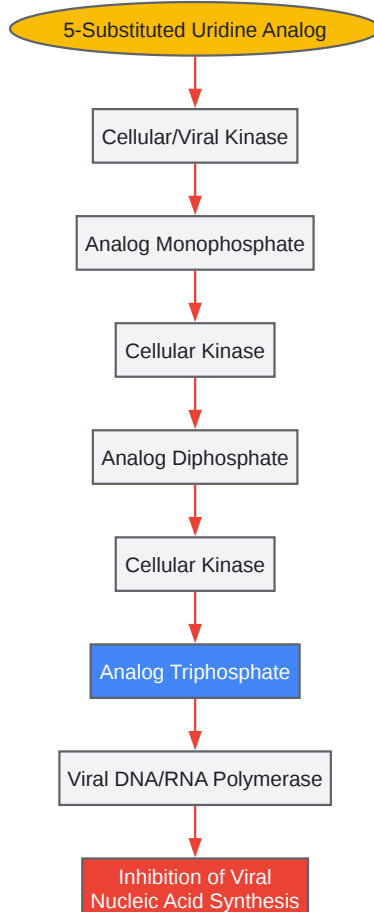 5-Substituted Uridine Analog
Cellular/Viral Kinase
Analog Monophosphate
Cellular Kinase
Analog Diphosphate
Cellular Kinase
Analog Triphosphate
Viral DNA/RNA Polymerase
Inhibition of Viral
Nucleic Acid Synthesis